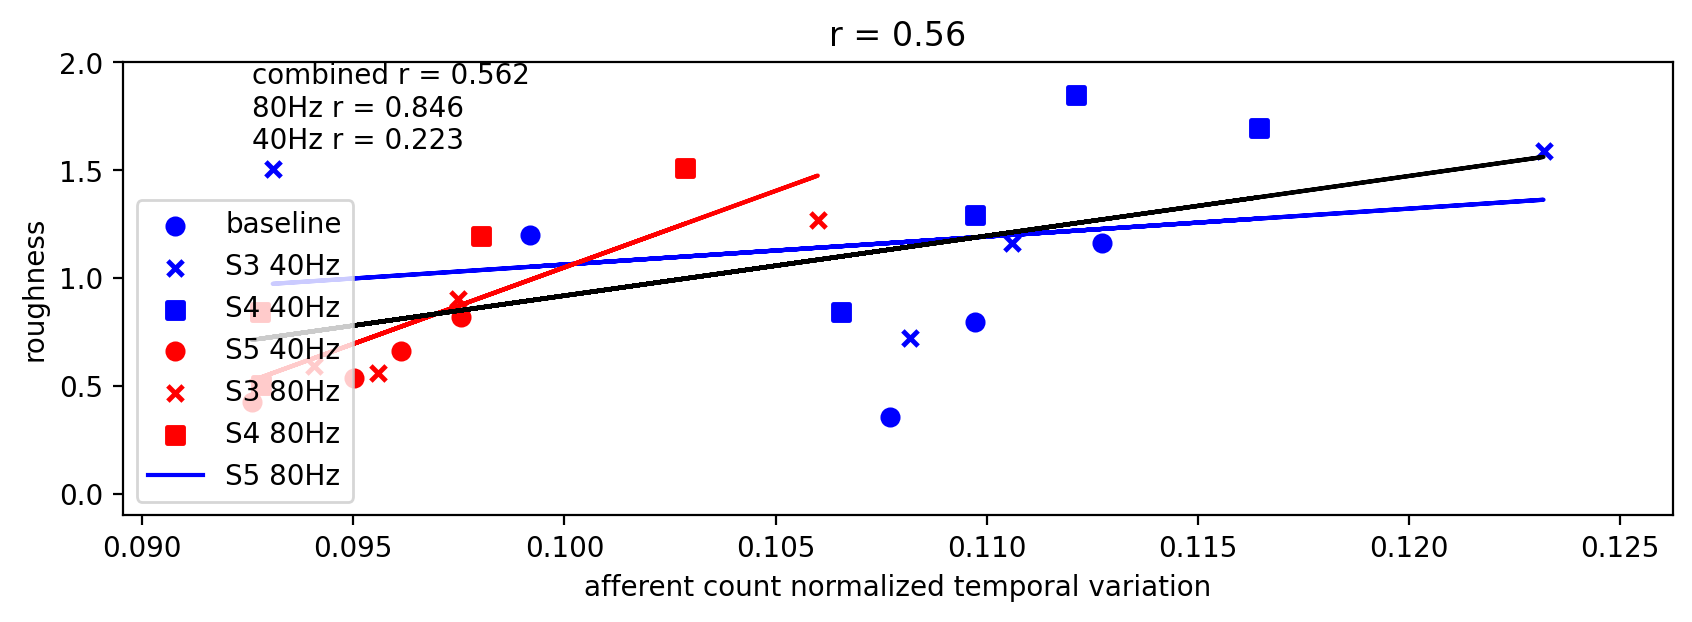 r = 0.56
combined r = 0.562
80Hz r = 0.846
40Hz r = 0.223
2.0
1.5
1.0
0.5
0.0
roughness
baseline
S3 40Hz
S4 40Hz
S5 40Hz
S3 80Hz
S4 80Hz
S5 80Hz
0.090 0.095 0.100 0.105 0.110 0.115 0.120 0.125
afferent count normalized temporal variation